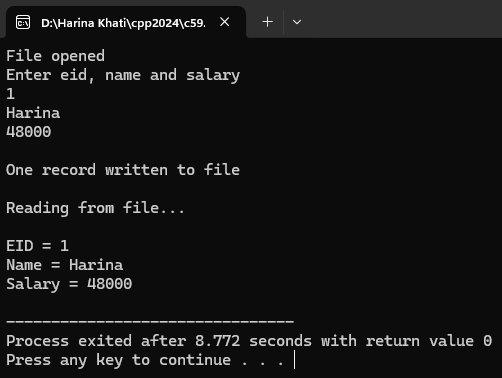 D:\Harina Khati\cpp2024\c59.
File opened
Enter eid, name and salary
1
Harina
48000
One record written to file
Reading from file...
EID = 1
Name = Harina
Salary = 48000
--------------------------------
Process exited after 8.772 seconds with return value 0
Press any key to continue . . .